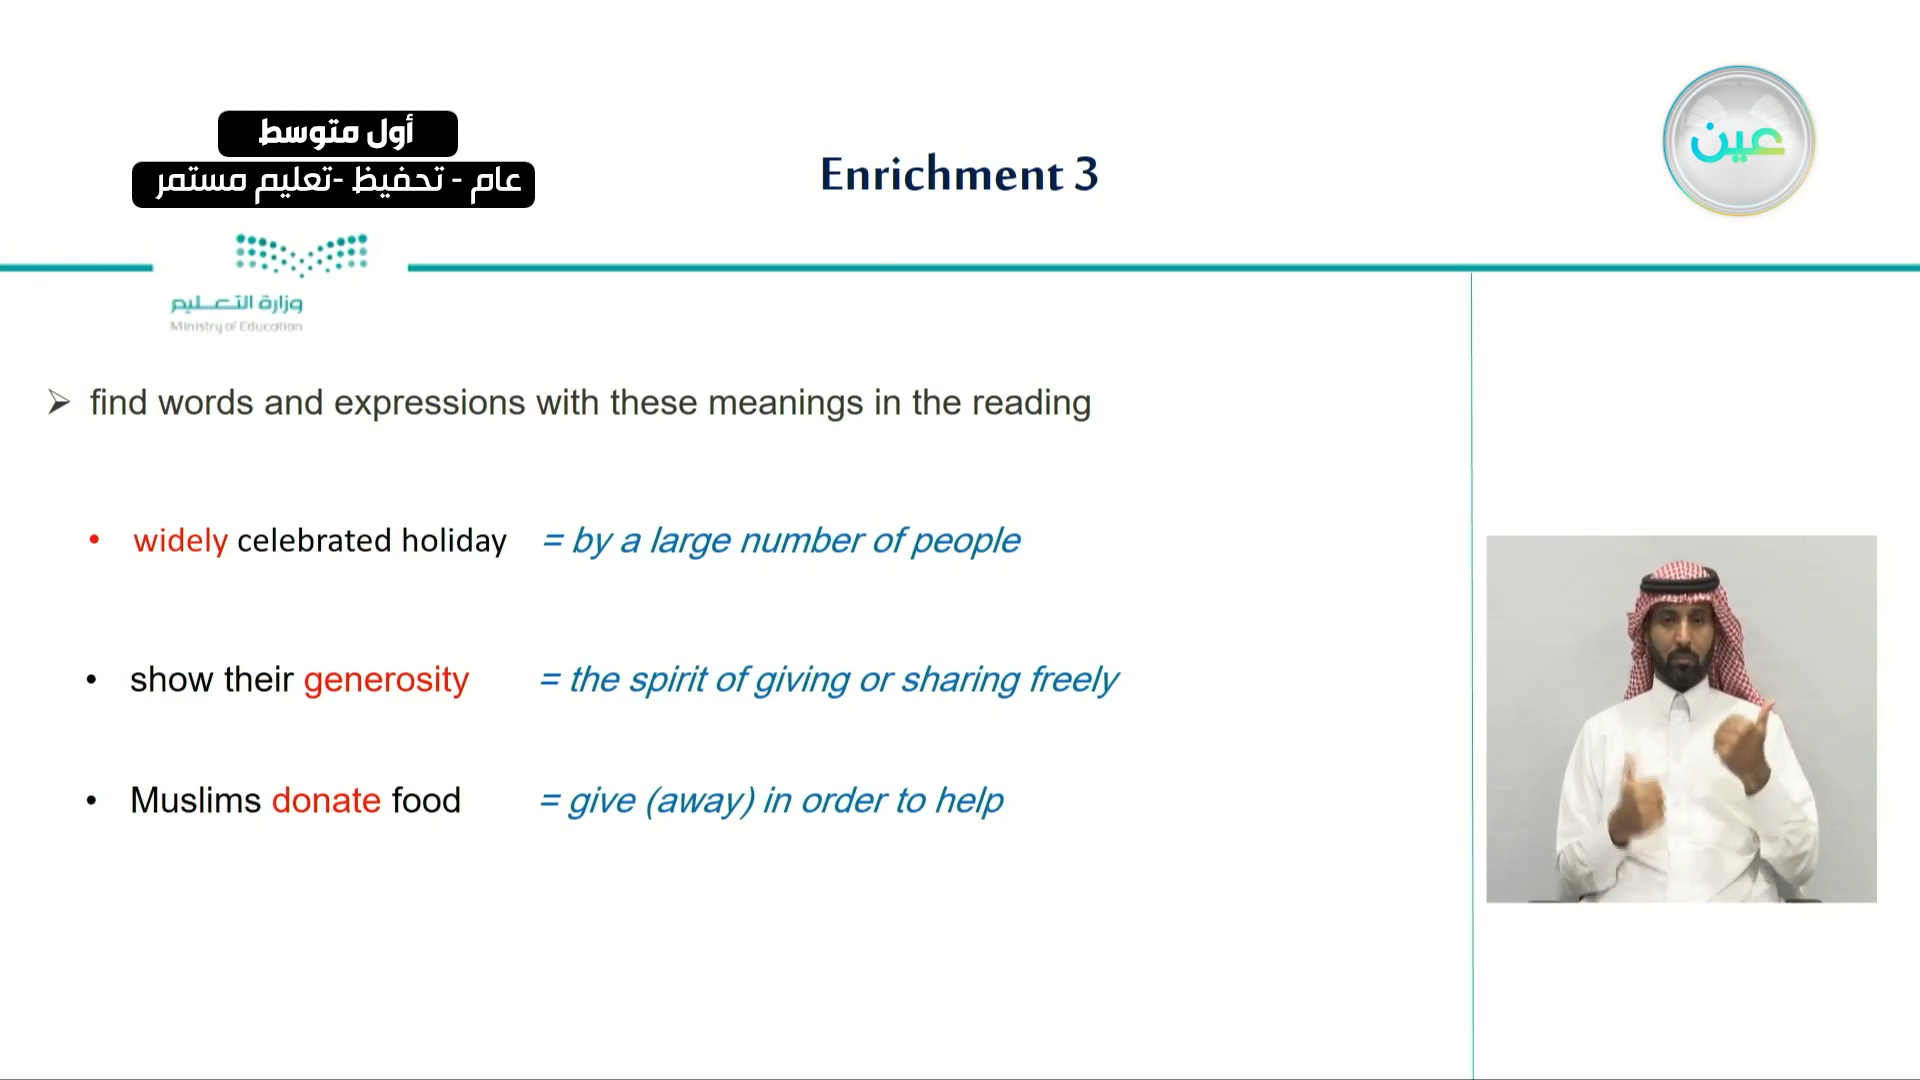 أول متوسط
عام - تحفيظ -تعليم مستمر
Enrichment 3
عين
وزارة التعليم
Ministry of Education
➢ find words and expressions with these meanings in the reading
• widely celebrated holiday = by a large number of people
• show their generosity = the spirit of giving or sharing freely
• Muslims donate food = give (away) in order to help